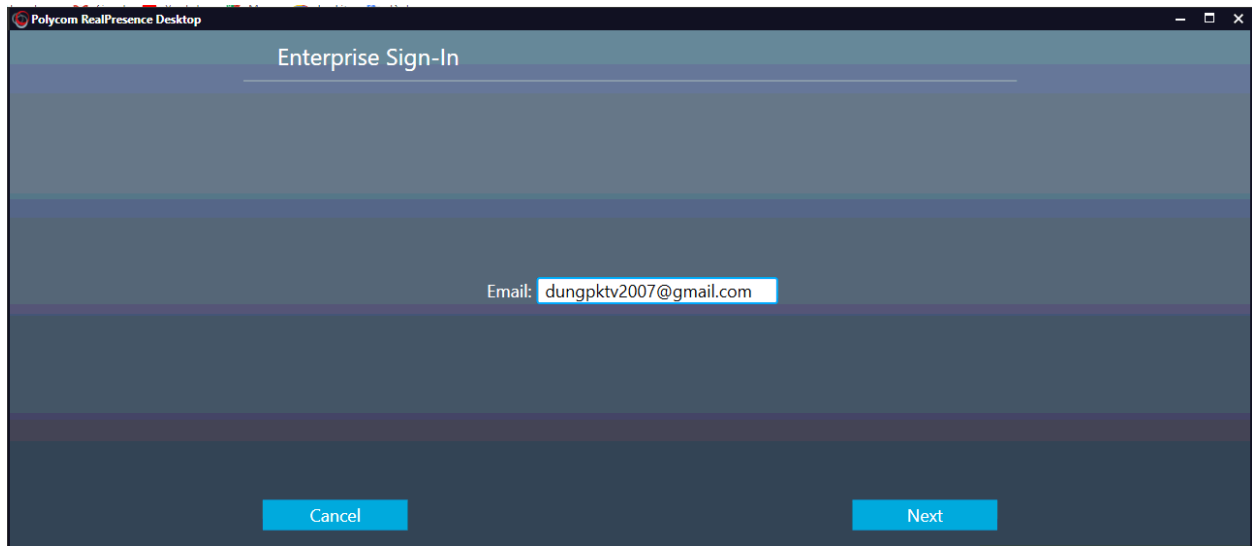 Polycom RealPresence Desktop
Enterprise Sign-In
Email: dungpktv2007@gmail.com
Cancel Next